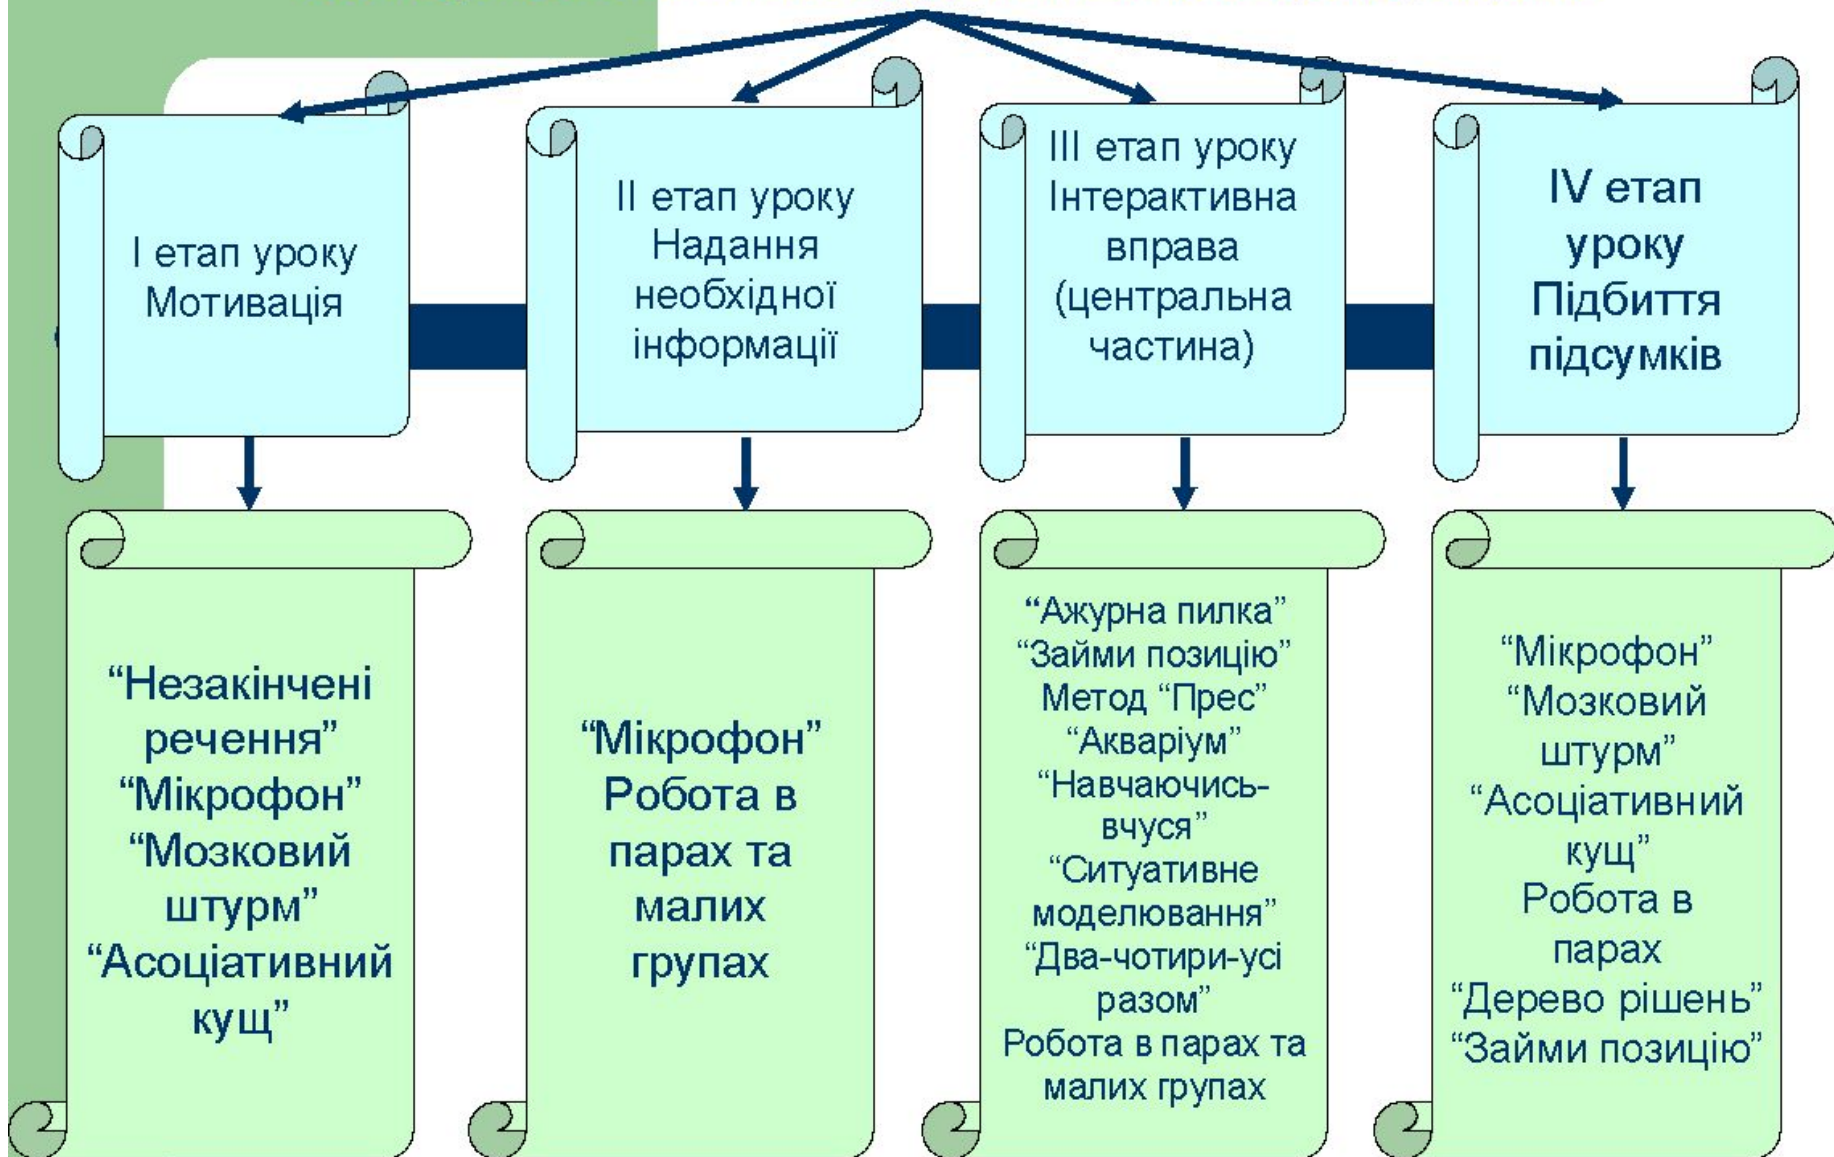 I етап уроку
Мотивація
II етап уроку
Надання
необхідної
інформації
III етап уроку
Інтерактивна
вправа
(центральна
частина)
IV етап
уроку
Підбиття
підсумків
“Незакінчені
речення”
“Мікрофон”
“Мозковий
штурм”
“Асоціативний
кущ”
“Мікрофон”
Робота в
парах та
малих
групах
“Ажурна пилка”
“Займи позицію”
Метод “Прес”
“Акваріум”
“Навчаючись-
вчуся”
“Ситуативне
моделювання”
“Два-чотири-усі
разом”
Робота в парах та
малих групах
“Мікрофон”
“Мозковий
штурм”
“Асоціативний
кущ”
Робота в
парах
“Дерево рішень”
“Займи позицію”